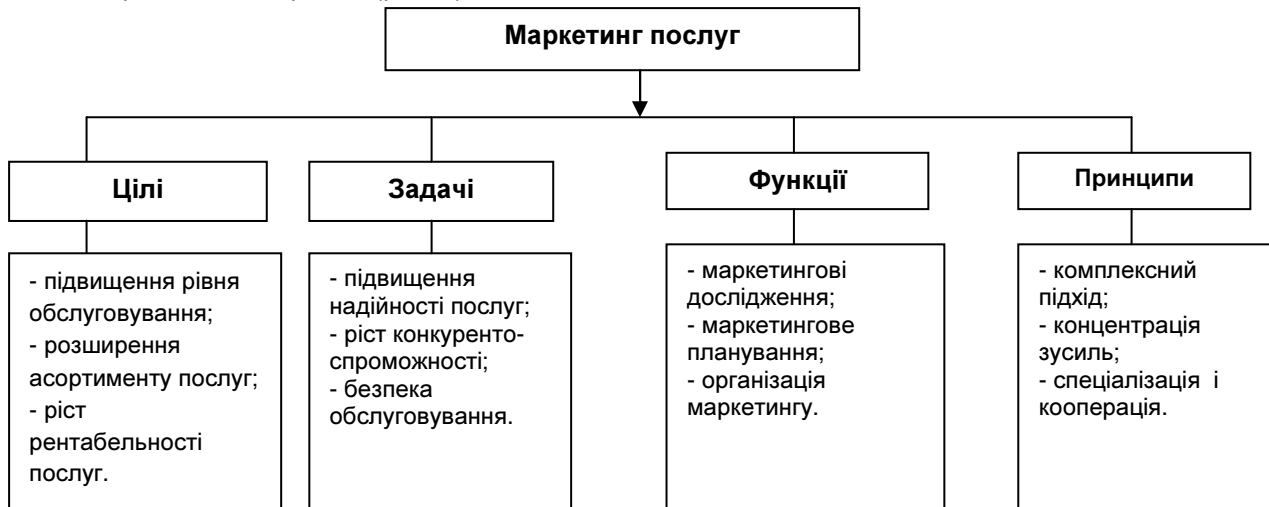 Маркетинг послуг
Цілі
Задачі
Функції
Принципи
- підвищення рівня
обслуговування;
- розширення
асортименту послуг;
- ріст
рентабельності
послуг.
- підвищення
надійності послуг;
- ріст конкуренто-
спроможності;
- безпека
обслуговування.
- маркетингові
дослідження;
- маркетингове
планування;
- організація
маркетингу.
- комплексний
підхід;
- концентрація
зусиль;
- спеціалізація і
кооперація.